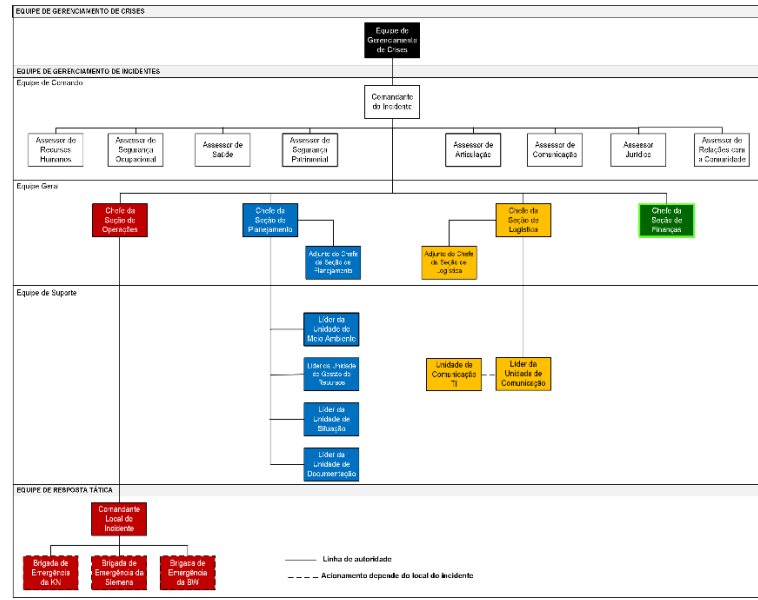 EQUIPE DE GERENCIAMENTO DE CRISES
Equipe de
Gerenciamento
de Crises
EQUIPE DE GERENCIAMENTO DE INCIDENTES
Equipe de Comando
Comandante
do Incidente
Assessor de
Recursos
Humanos
Assessor de
Segurança
Ocupacional
Assessor de
Saúde
Assessor de
Segurança
Patrimonial
Assessor de
Articulação
Assessor de
Comunicação
Assessor
Jurídico
Assessor de
Relações com
a Comunidade
Equipe Geral
Chefe da
Seção de
Operações
Chefe da
Seção de
Planejamento
Chefe da
Seção de
Logística
Chefe da
Seção de
Finanças
Adjunto do Chefe
da Seção de
Planejamento
Adjunto do Chefe
da Seção de
Logística
Equipe de Suporte
Líder da
Unidade de
Meio Ambiente
Líder da Unidade
de Gestão de
Recursos
Líder da
Unidade de
Situação
Líder da
Unidade de
Documentação
Unidade de
Comunicação
TI
Líder da
Unidade de
Comunicação
EQUIPE DE RESPOSTA TÁTICA
Comandante
Local do
Incidente
Brigada de
Emergência
da KN
Brigada de
Emergência da
Siemens
Brigada de
Emergência
da BW
Linha de autoridade
Acionamento depende do local do incidente